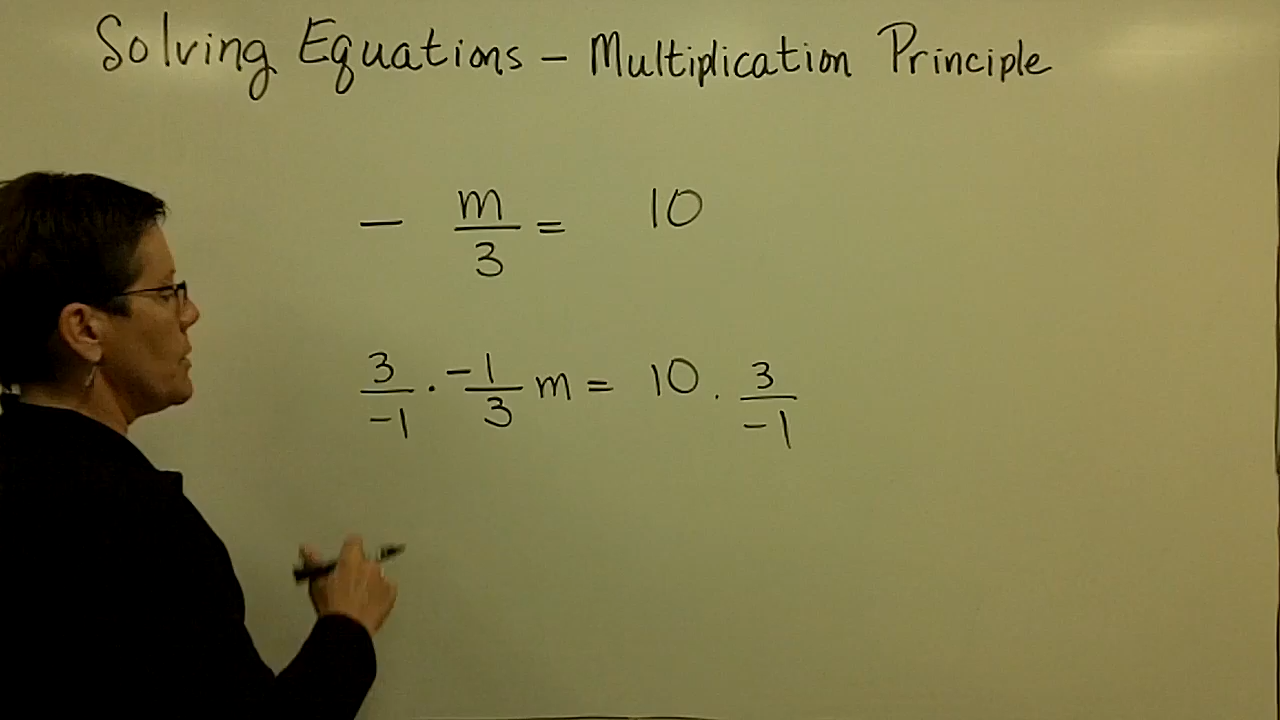 Solving Equations - Multiplication Principle
- m/3 = 10
3/-1 · -1/3 m = 10 · 3/-1